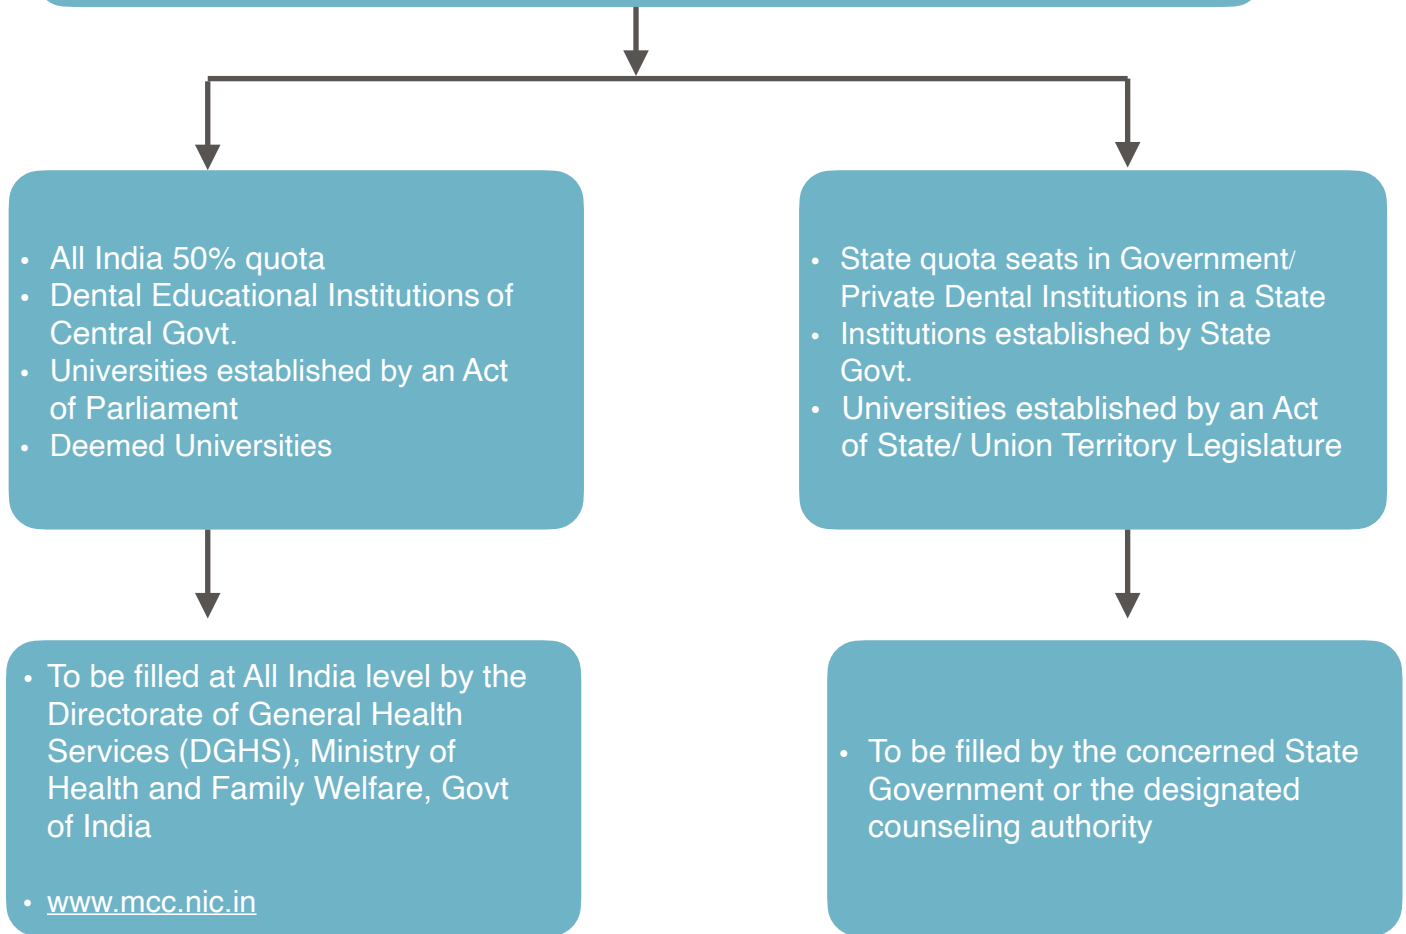 • All India 50% quota
• Dental Educational Institutions of
Central Govt.
• Universities established by an Act
of Parliament
• Deemed Universities
• State quota seats in Government/
Private Dental Institutions in a State
• Institutions established by State
Govt.
• Universities established by an Act
of State/ Union Territory Legislature
• To be filled at All India level by the
Directorate of General Health
Services (DGHS), Ministry of
Health and Family Welfare, Govt
of India
• www.mcc.nic.in
• To be filled by the concerned State
Government or the designated
counseling authority